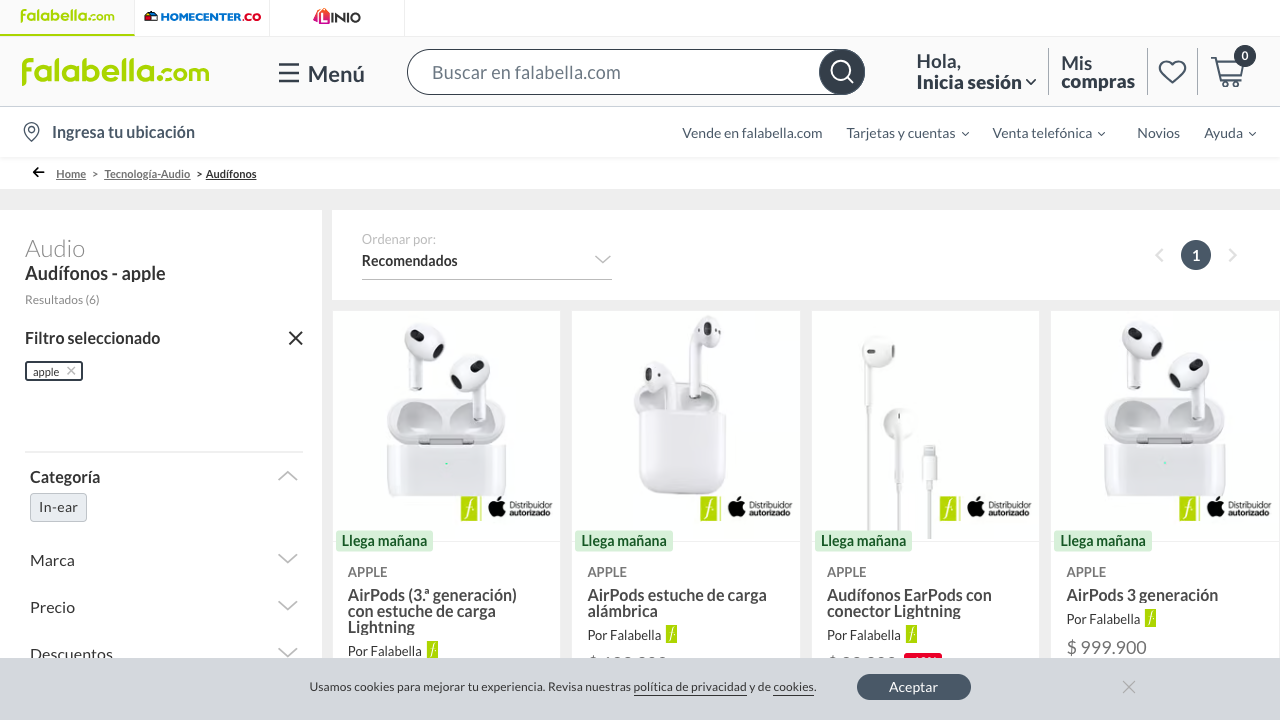 falabella.com
HOMECENTER.CO
LINIO
falabella.com
Menú
Buscar en falabella.com
Hola,
Inicia sesión
Mis
compras
0
Ingresa tu ubicación
Vende en falabella.com
Tarjetas y cuentas
Venta telefónica
Novios
Ayuda
Home > Tecnología-Audio > Audífonos
Audio
Audífonos - apple
Resultados (6)
Filtro seleccionado
apple
Categoría
In-ear
Marca
Precio
Descuentos
Ordenar por:
Recomendados
1
Distribuidor
autorizado
Llega mañana
APPLE
AirPods (3.ª generación)
con estuche de carga
Lightning
Por Falabella
Distribuidor
autorizado
Llega mañana
APPLE
AirPods estuche de carga
alámbrica
Por Falabella
Distribuidor
autorizado
Llega mañana
APPLE
Audífonos EarPods con
conector Lightning
Por Falabella
Distribuidor
autorizado
Llega mañana
APPLE
AirPods 3 generación
Por Falabella
$ 999.900
Usamos cookies para mejorar tu experiencia. Revisa nuestras política de privacidad y de cookies.
Aceptar